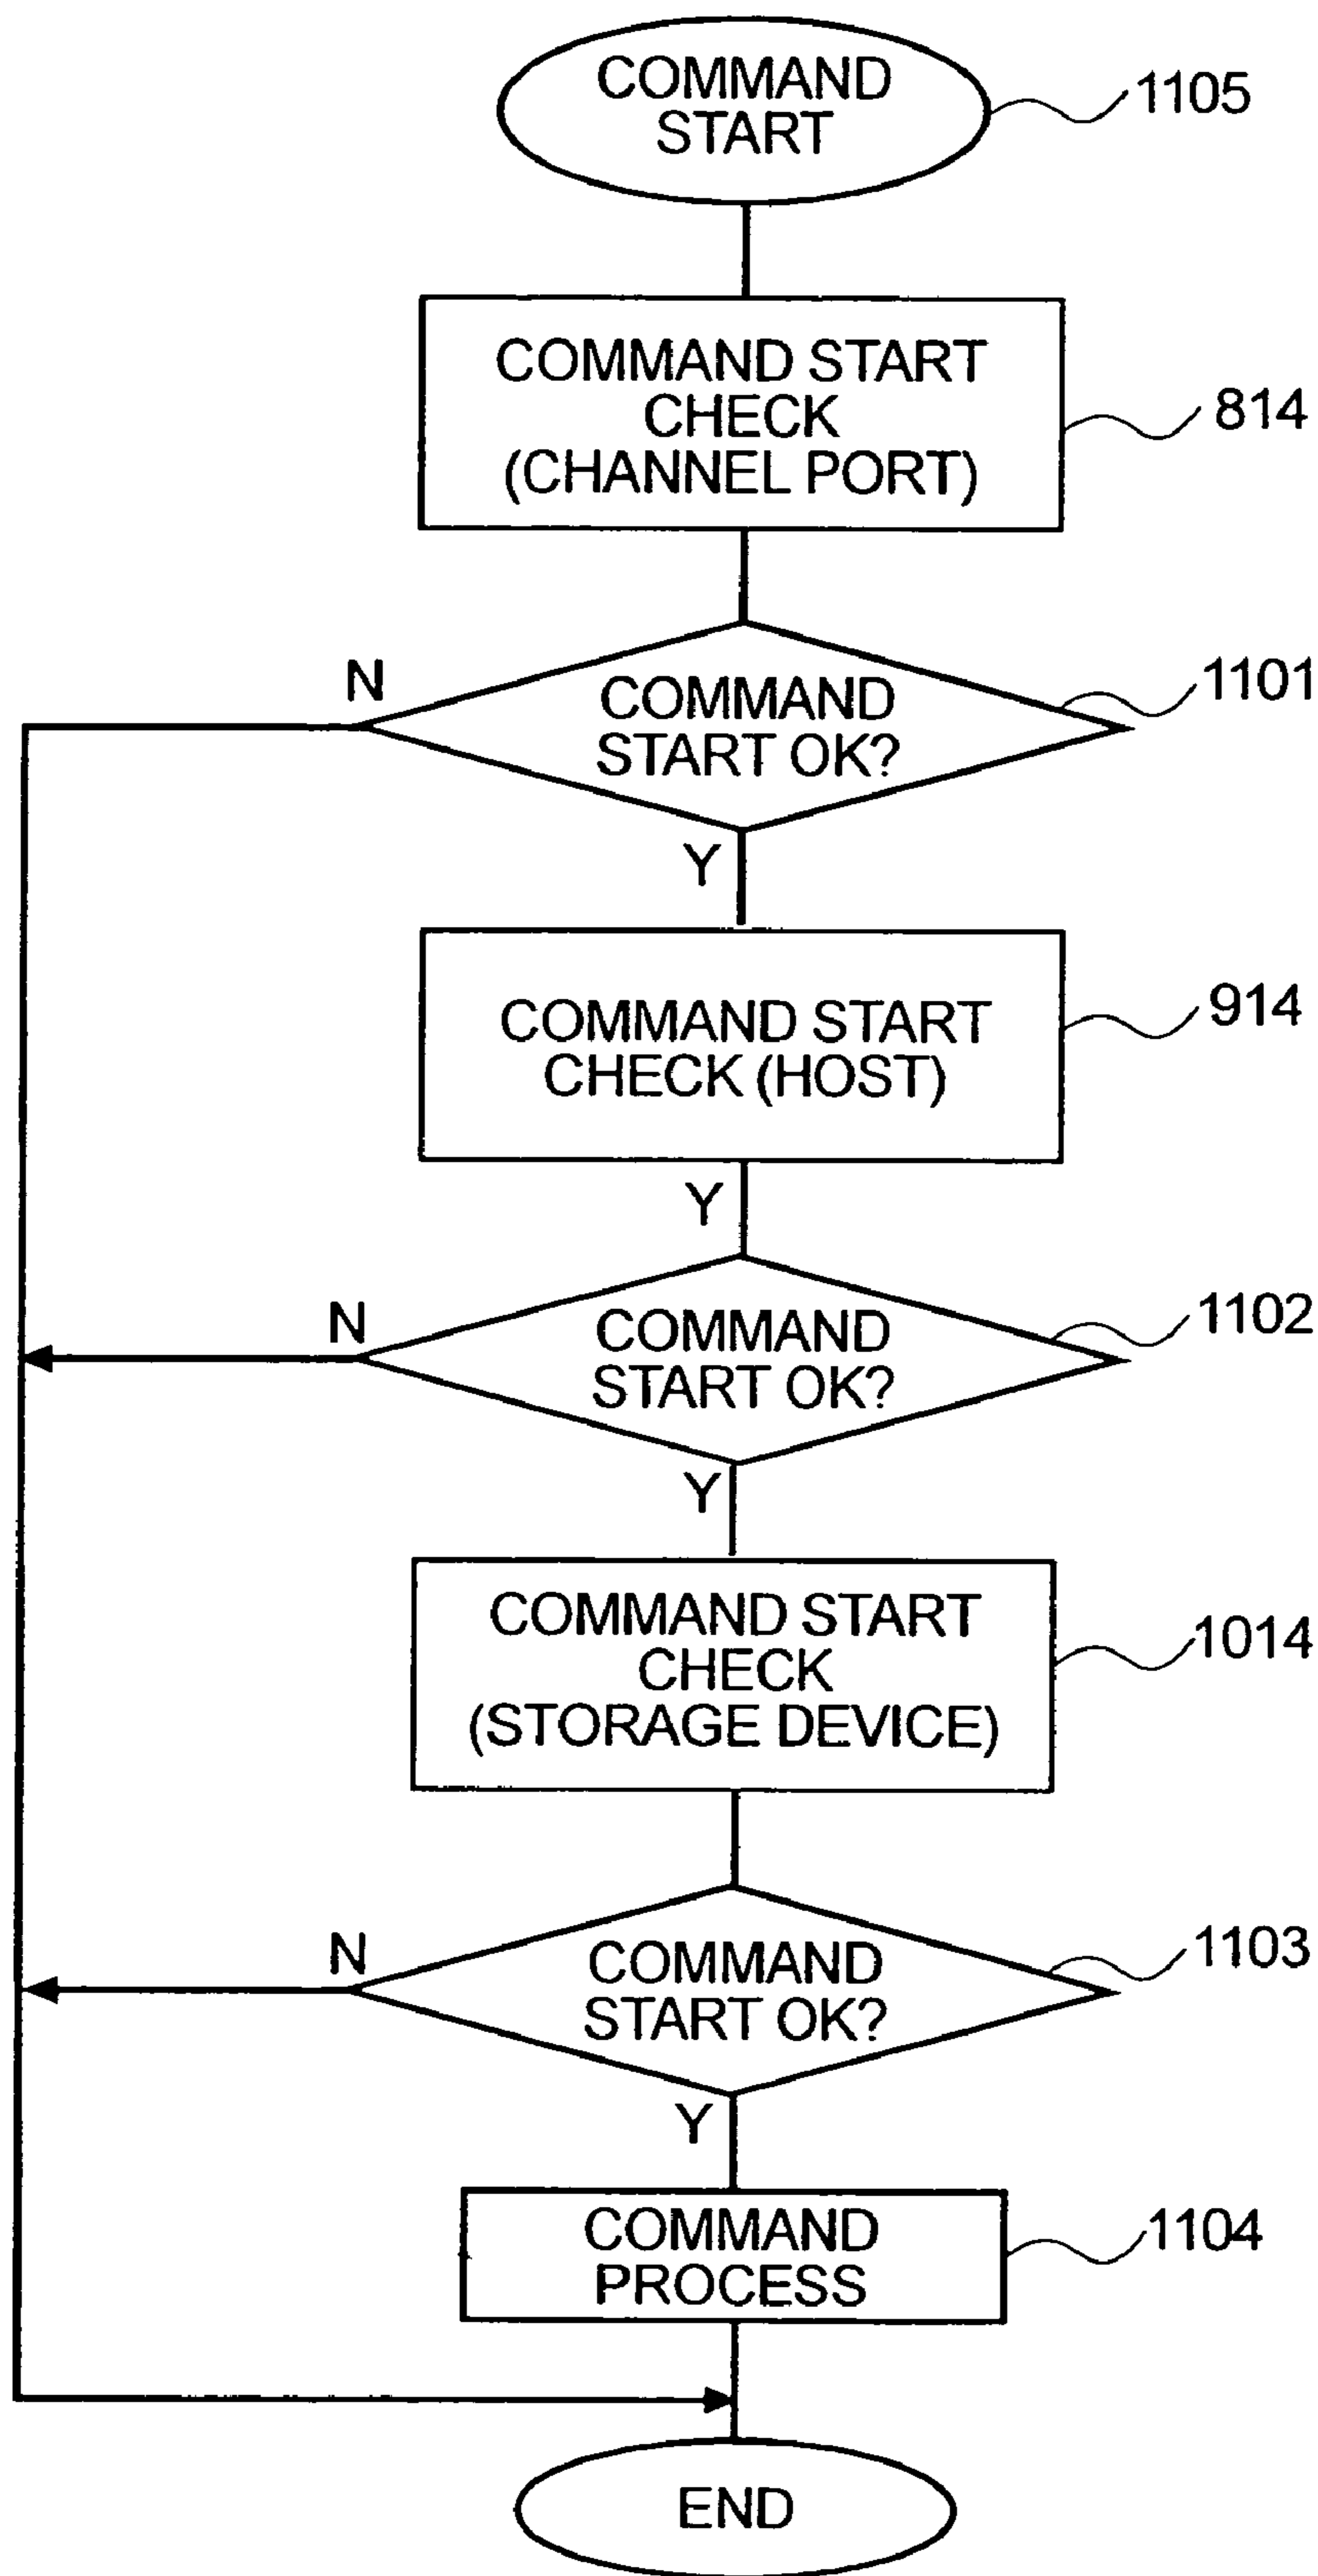 COMMAND
START
1105
COMMAND START
CHECK
(CHANNEL PORT)
814
N
COMMAND
START OK?
1101
Y
COMMAND START
CHECK (HOST)
914
Y
N
COMMAND
START OK?
1102
Y
COMMAND START
CHECK
(STORAGE DEVICE)
1014
N
COMMAND
START OK?
1103
Y
COMMAND
PROCESS
1104
END